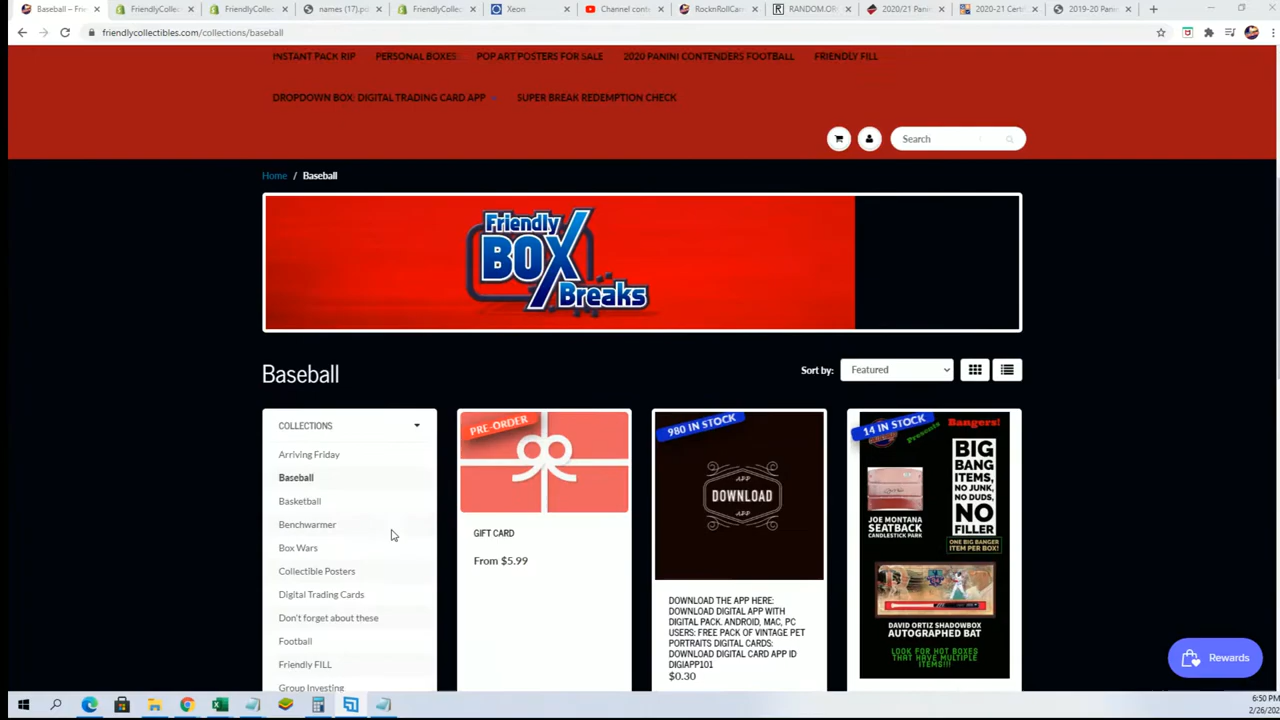 Baseball – Frie
FriendlyCollec
FriendlyCollec
names (17).pd
FriendlyCollec
Xeon
Channel conte
RocknRollCar
RANDOM.OR
2020/21 Panin
2020-21 Certi
2019-20 Panin
friendlycollectibles.com/collections/baseball
INSTANT PACK RIP PERSONAL BOXES: POP ART POSTERS FOR SALE 2020 PANINI CONTENDERS FOOTBALL FRIENDLY FILL
DROPDOWN BOX: DIGITAL TRADING CARD APP SUPER BREAK REDEMPTION CHECK
Search
Home / Baseball
Friendly
BOX
Breaks
Baseball
Sort by: Featured
COLLECTIONS
Arriving Friday
Baseball
Basketball
Benchwarmer
Box Wars
Collectible Posters
Digital Trading Cards
Don't forget about these
Football
Friendly FILL
Group Investing
PRE-ORDER
GIFT CARD
From $5.99
980 IN STOCK
APP
DOWNLOAD
APP
DOWNLOAD THE APP HERE:
DOWNLOAD DIGITAL APP WITH
DIGITAL PACK. ANDROID, MAC, PC
USERS: FREE PACK OF VINTAGE PET
PORTRAITS DIGITAL CARDS:
DOWNLOAD DIGITAL CARD APP ID
DIGIAPP101
$0.30
14 IN STOCK
Presents
Bangers!
BIG
BANG
ITEMS,
NO JUNK,
NO DUDS,
NO
FILLER
ONE BIG BANGER
ITEM PER BOX!
JOE MONTANA
SEATBACK
CANDLESTICK PARK
DAVID ORTIZ SHADOWBOX
AUTOGRAPHED BAT
LOOK FOR HOT BOXES
THAT HAVE MULTIPLE
ITEMS!!!
Rewards
6:50 PM
2/26/202